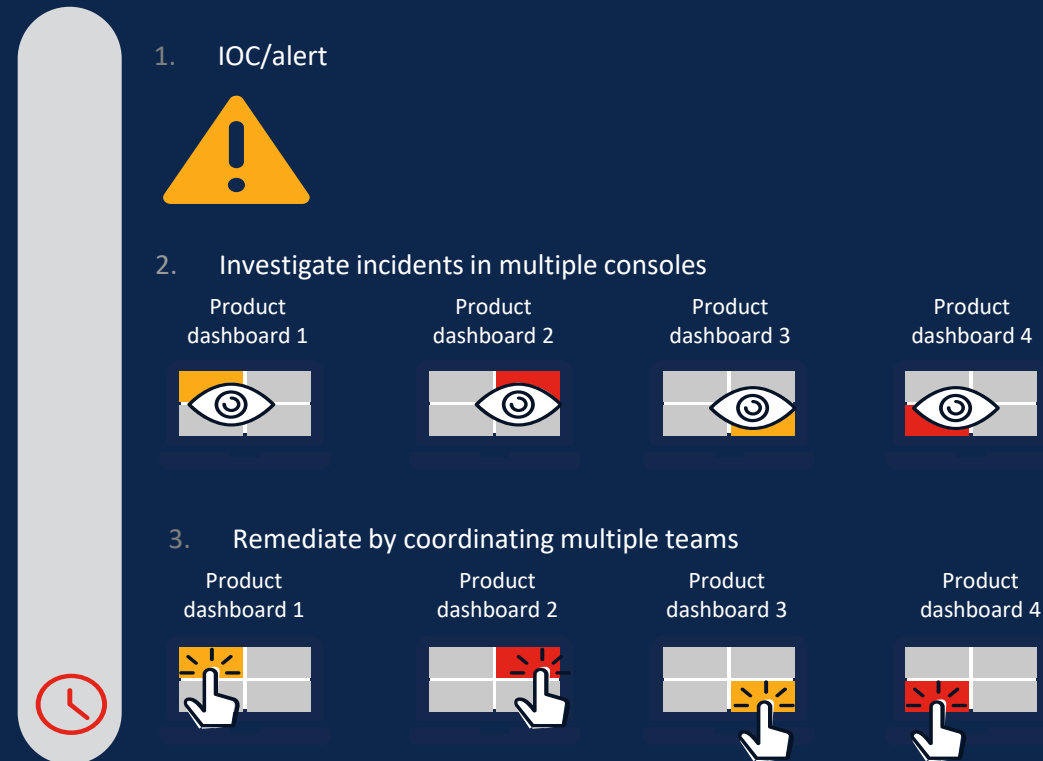 1. IOC/alert
2. Investigate incidents in multiple consoles
Product
dashboard 1
Product
dashboard 2
Product
dashboard 3
Product
dashboard 4
3. Remediate by coordinating multiple teams
Product
dashboard 1
Product
dashboard 2
Product
dashboard 3
Product
dashboard 4